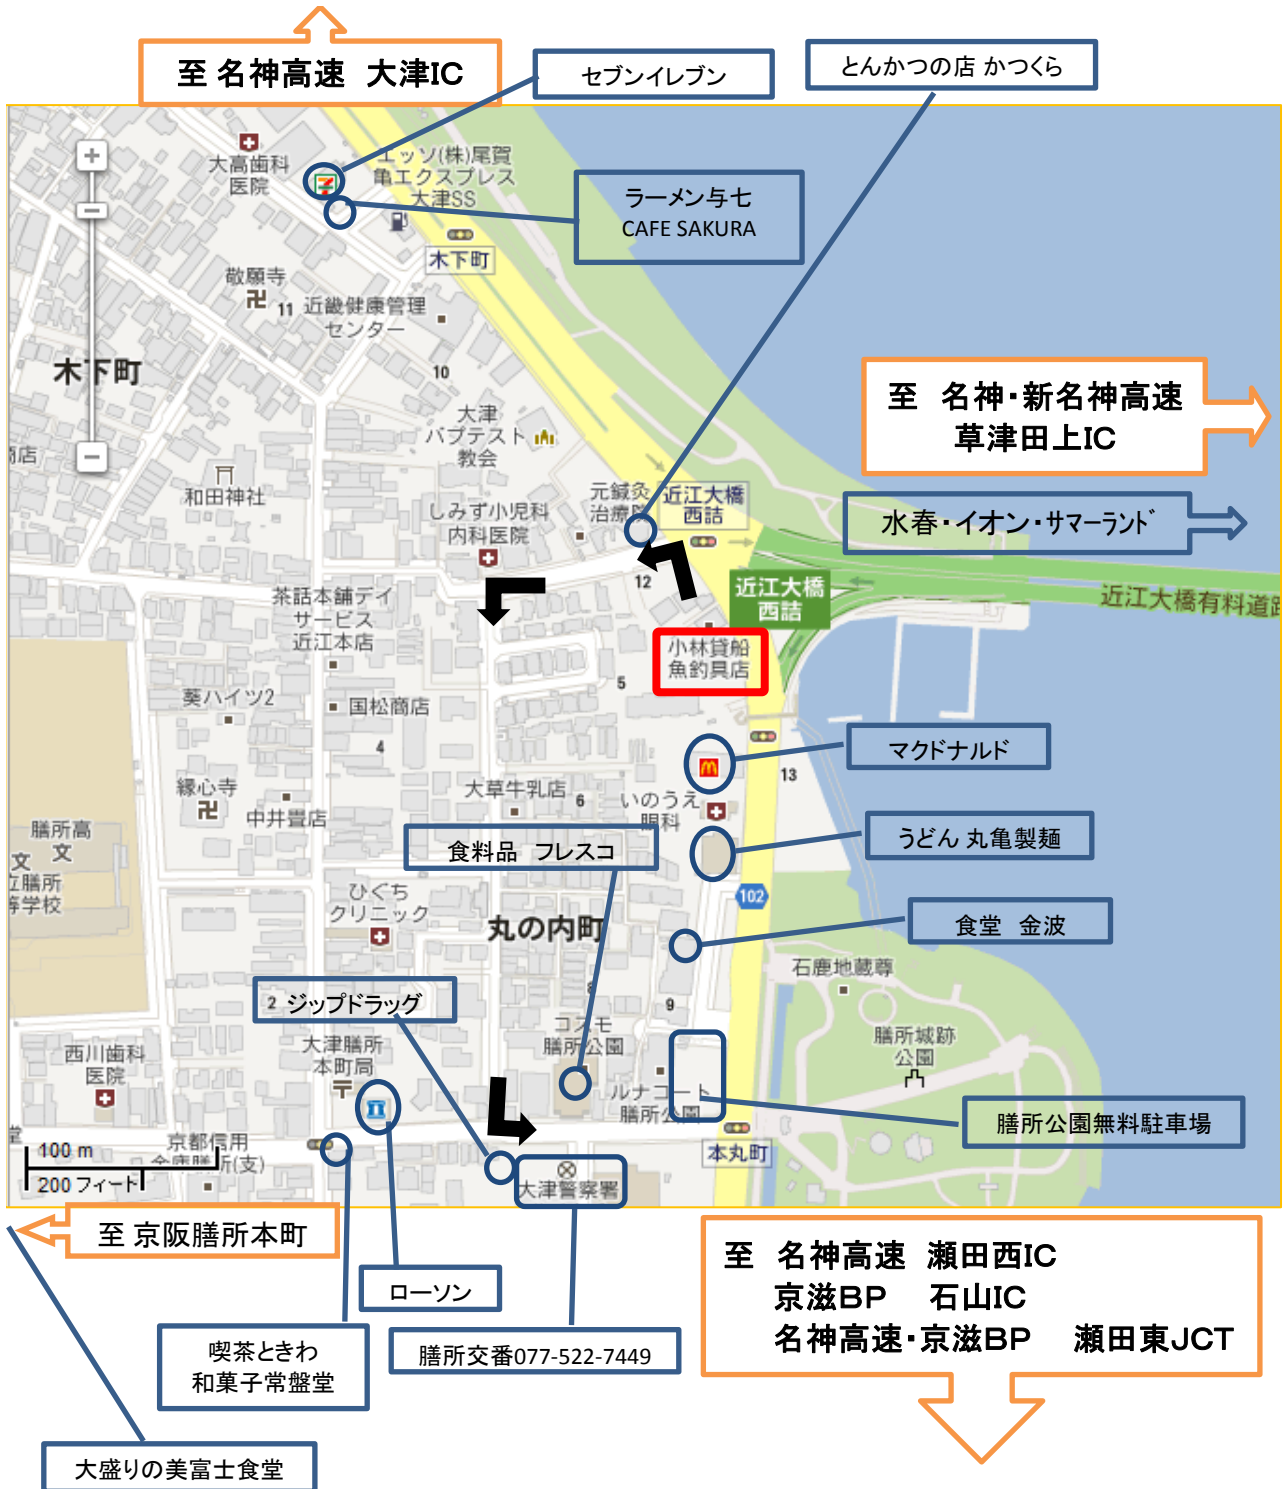 至 名神高速 大津IC
セブンイレブン
とんかつの店 かつくら
大高歯科
医院
エッソ(株)尾賀
亀エクスプレス
大津SS
ラーメン与七
CAFE SAKURA
木下町
敬願寺
11
近畿健康管理
センター
木下町
10
至 名神・新名神高速
草津田上IC
大津
バプテスト
教会
商店
和田神社
元鍼灸
治療院
近江大橋
西詰
水春・イオン・サマーランド
しみず小児科
内科医院
12
近江大橋
西詰
近江大橋有料道路
茶話本舗デイ
サービス
近江本店
小林貸船
魚釣具店
葵ハイツ2
国松商店
5
4
マクドナルド
13
縁心寺
中井畳店
大草牛乳店
6
いのうえ
眼科
膳所高
文
文
立膳所
等学校
食料品 フレスコ
うどん 丸亀製麺
ひぐち
クリニック
102
丸の内町
食堂 金波
石鹿地蔵尊
2
ジップドラッグ
8
9
コスモ
膳所公園
膳所城跡
公園
西川歯科
医院
大津膳所
本町局
ルナコート
膳所公園
膳所公園無料駐車場
堂
100 m
200 フィート
京都信用
金庫膳所(支)
本丸町
大津警察署
至 京阪膳所本町
ローソン
至 名神高速 瀬田西IC
京滋BP 石山IC
名神高速・京滋BP 瀬田東JCT
喫茶ときわ
和菓子常盤堂
膳所交番077-522-7449
大盛りの美富士食堂